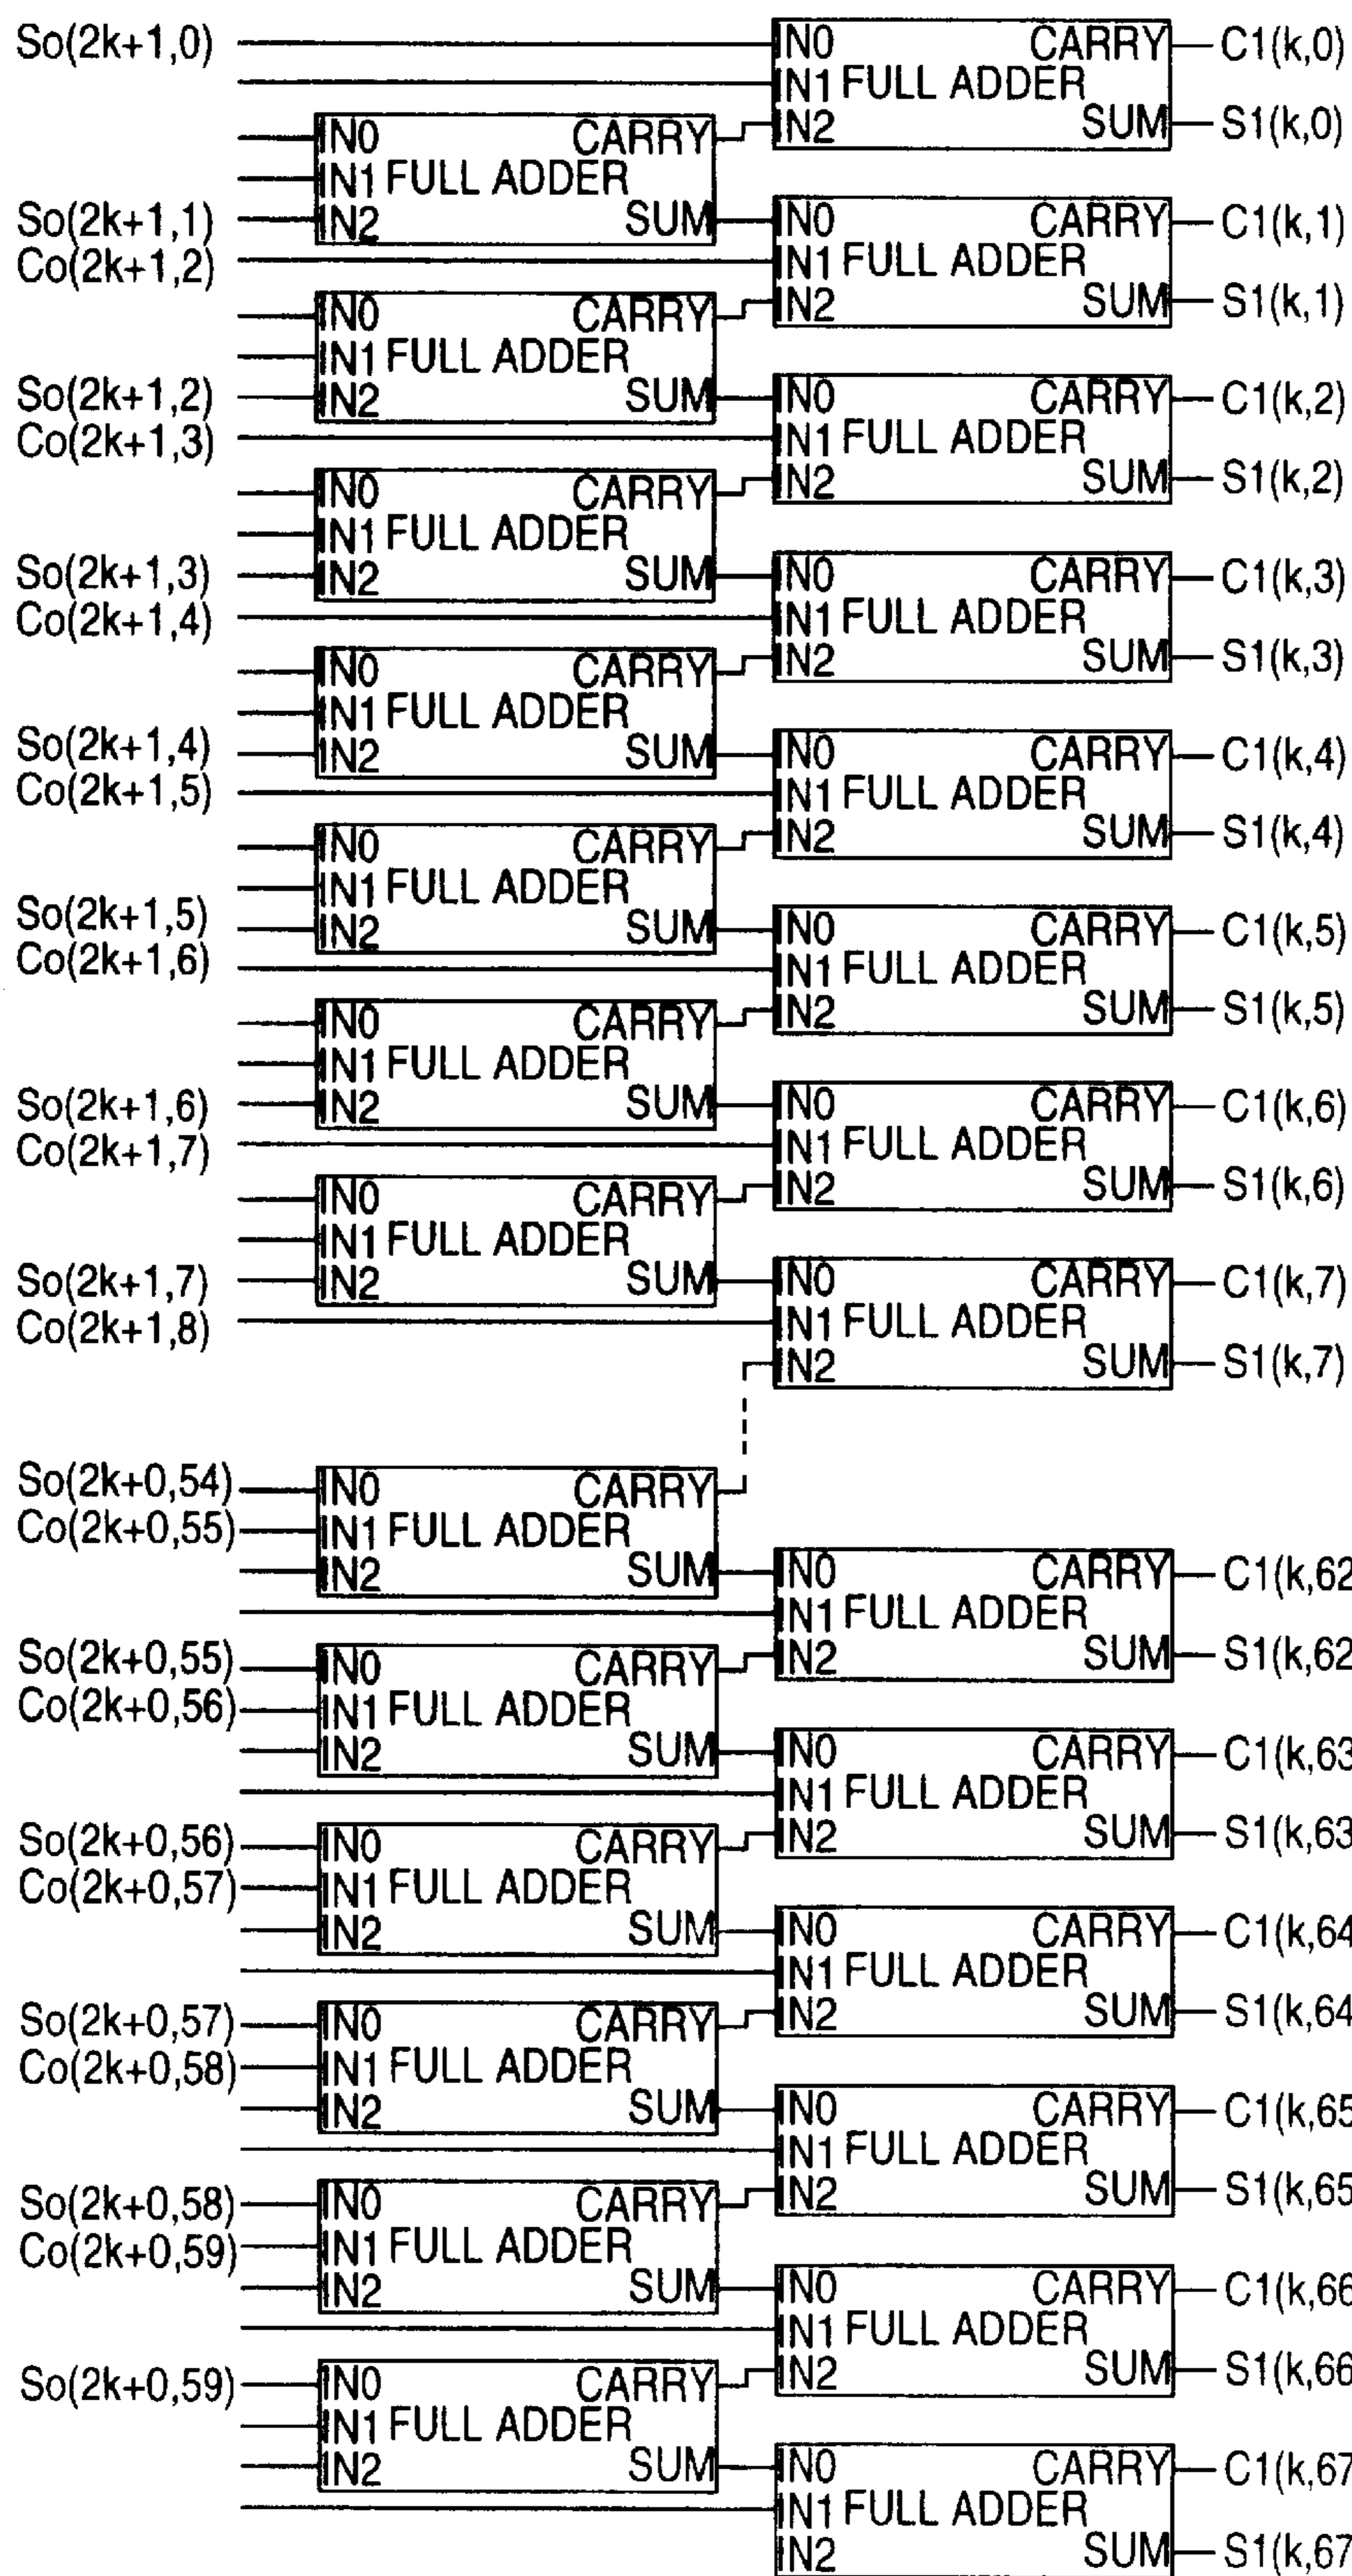 So(2k+1,0) IN0 CARRY C1(k,0)
IN1 FULL ADDER
IN2 SUM S1(k,0)
IN0 CARRY
IN1 FULL ADDER
So(2k+1,1) IN2 SUM IN0 CARRY C1(k,1)
Co(2k+1,2) IN1 FULL ADDER
IN0 CARRY IN2 SUM S1(k,1)
IN1 FULL ADDER
So(2k+1,2) IN2 SUM IN0 CARRY C1(k,2)
Co(2k+1,3) IN1 FULL ADDER
IN0 CARRY IN2 SUM S1(k,2)
IN1 FULL ADDER
So(2k+1,3) IN2 SUM IN0 CARRY C1(k,3)
Co(2k+1,4) IN1 FULL ADDER
IN0 CARRY IN2 SUM S1(k,3)
IN1 FULL ADDER
So(2k+1,4) IN2 SUM IN0 CARRY C1(k,4)
Co(2k+1,5) IN1 FULL ADDER
IN0 CARRY IN2 SUM S1(k,4)
IN1 FULL ADDER
So(2k+1,5) IN2 SUM IN0 CARRY C1(k,5)
Co(2k+1,6) IN1 FULL ADDER
IN0 CARRY IN2 SUM S1(k,5)
IN1 FULL ADDER
So(2k+1,6) IN2 SUM IN0 CARRY C1(k,6)
Co(2k+1,7) IN1 FULL ADDER
IN0 CARRY IN2 SUM S1(k,6)
IN1 FULL ADDER
So(2k+1,7) IN2 SUM IN0 CARRY C1(k,7)
Co(2k+1,8) IN1 FULL ADDER
IN2 SUM S1(k,7)
So(2k+0,54) IN0 CARRY
Co(2k+0,55) IN1 FULL ADDER
IN2 SUM IN0 CARRY C1(k,62
IN1 FULL ADDER
So(2k+0,55) IN0 CARRY IN2 SUM S1(k,62
Co(2k+0,56) IN1 FULL ADDER
IN2 SUM IN0 CARRY C1(k,63
IN1 FULL ADDER
So(2k+0,56) IN0 CARRY IN2 SUM S1(k,63
Co(2k+0,57) IN1 FULL ADDER
IN2 SUM IN0 CARRY C1(k,64
IN1 FULL ADDER
So(2k+0,57) IN0 CARRY IN2 SUM S1(k,64
Co(2k+0,58) IN1 FULL ADDER
IN2 SUM IN0 CARRY C1(k,65
IN1 FULL ADDER
So(2k+0,58) IN0 CARRY IN2 SUM S1(k,65
Co(2k+0,59) IN1 FULL ADDER
IN2 SUM IN0 CARRY C1(k,66
IN1 FULL ADDER
So(2k+0,59) IN0 CARRY IN2 SUM S1(k,66
IN1 FULL ADDER
IN2 SUM IN0 CARRY C1(k,67
IN1 FULL ADDER
IN2 SUM S1(k,67